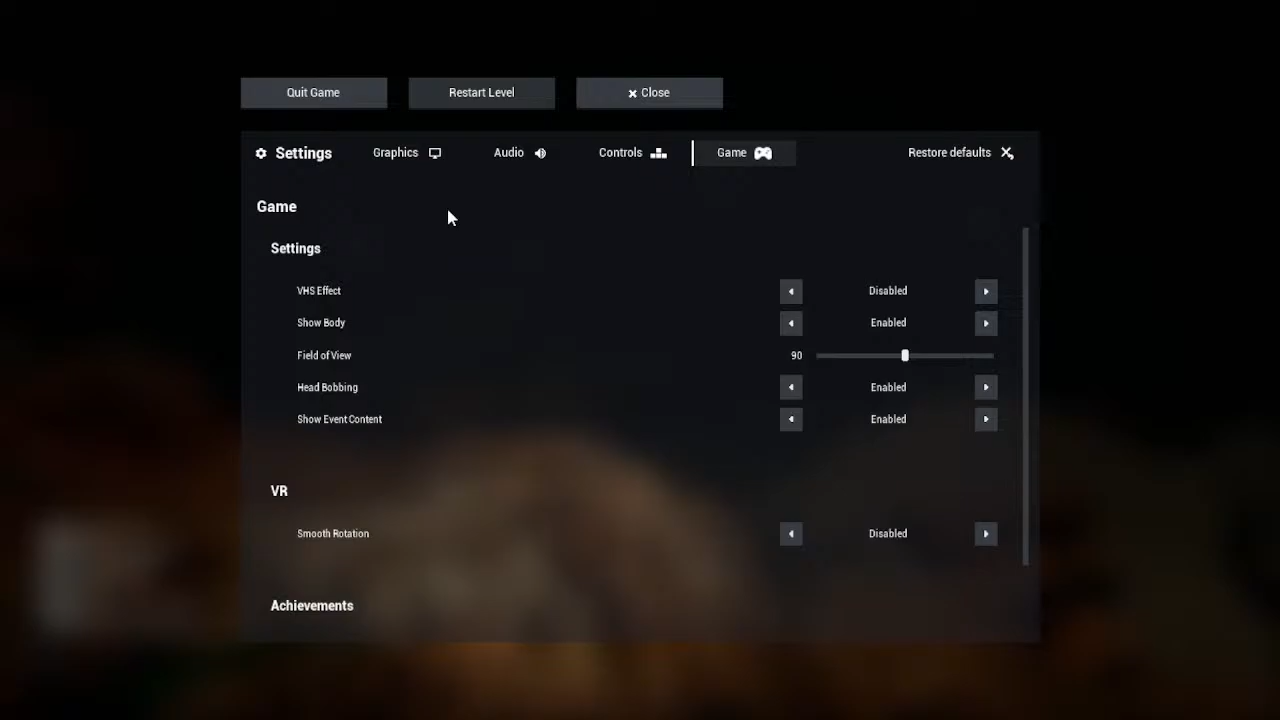 Quit Game Restart Level Close
Settings Graphics Audio Controls Game Restore defaults
Game
Settings
VHS Effect Disabled
Show Body Enabled
Field of View 90
Head Bobbing Enabled
Show Event Content Enabled
VR
Smooth Rotation Disabled
Achievements